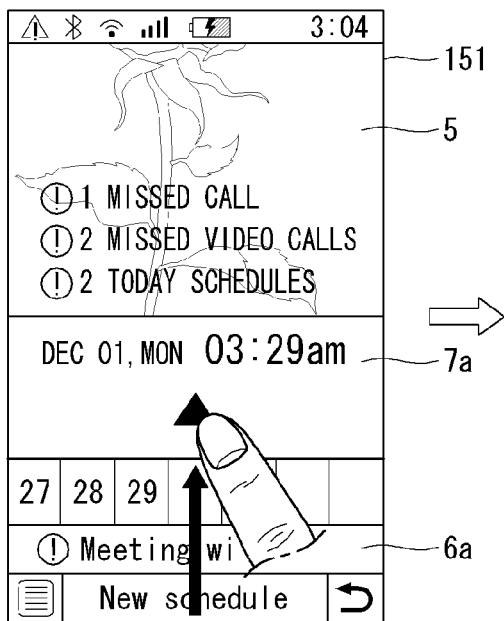 3:04
151
5
! 1 MISSED CALL
! 2 MISSED VIDEO CALLS
! 2 TODAY SCHEDULES
DEC 01, MON 03:29am
7a
27 28 29
! Meeting wi
6a
New schedule